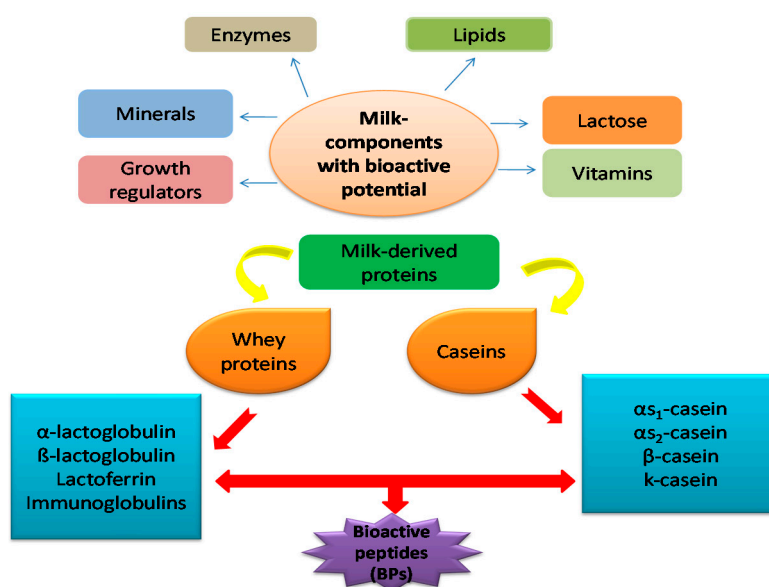 Enzymes
Lipids
Minerals
Milk-
components
with bioactive
potential
Lactose
Growth
regulators
Vitamins
Milk-derived
proteins
Whey
proteins
Caseins
α-lactoglobulin
ß-lactoglobulin
Lactoferrin
Immunoglobulins
αs₁-casein
αs₂-casein
β-casein
k-casein
Bioactive
peptides
(BPs)